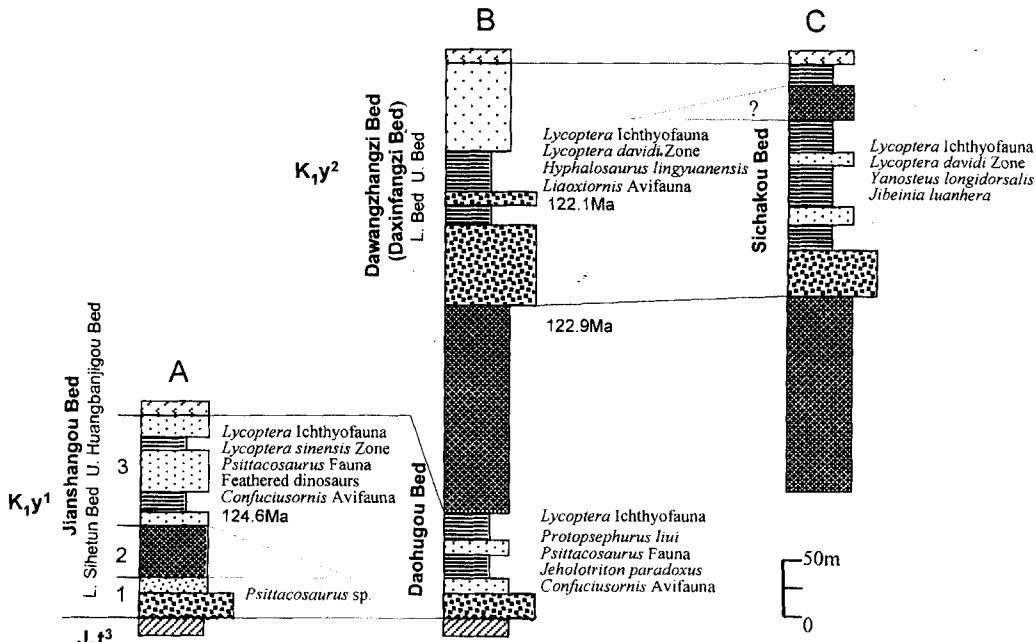 A
B
C
K₁y²
Dawangzhangzi Bed
(Daxinfangzi Bed)
L. Bed U. Bed
Lycoptera Ichthyofauna
Lycoptera davidi Zone
Hyphalosaurus lingyuanensis
Liaoxiornis Avifauna
122.1Ma
122.9Ma
?
Sichakou Bed
Lycoptera Ichthyofauna
Lycoptera davidi Zone
Yanosteus longidorsalis
Jibeinia luanhera
K₁y¹
Jianshangou Bed
L. Sihetun Bed U. Huangbanjigou Bed
3
2
1
Lycoptera Ichthyofauna
Lycoptera sinensis Zone
Psittacosaurus Fauna
Feathered dinosaurs
Confuciusornis Avifauna
124.6Ma
Psittacosaurus sp.
Daohugou Bed
Lycoptera Ichthyofauna
Protopsephurus liui
Psittacosaurus Fauna
Jeholotriton paradoxus
Confuciusornis Avifauna
50m
0